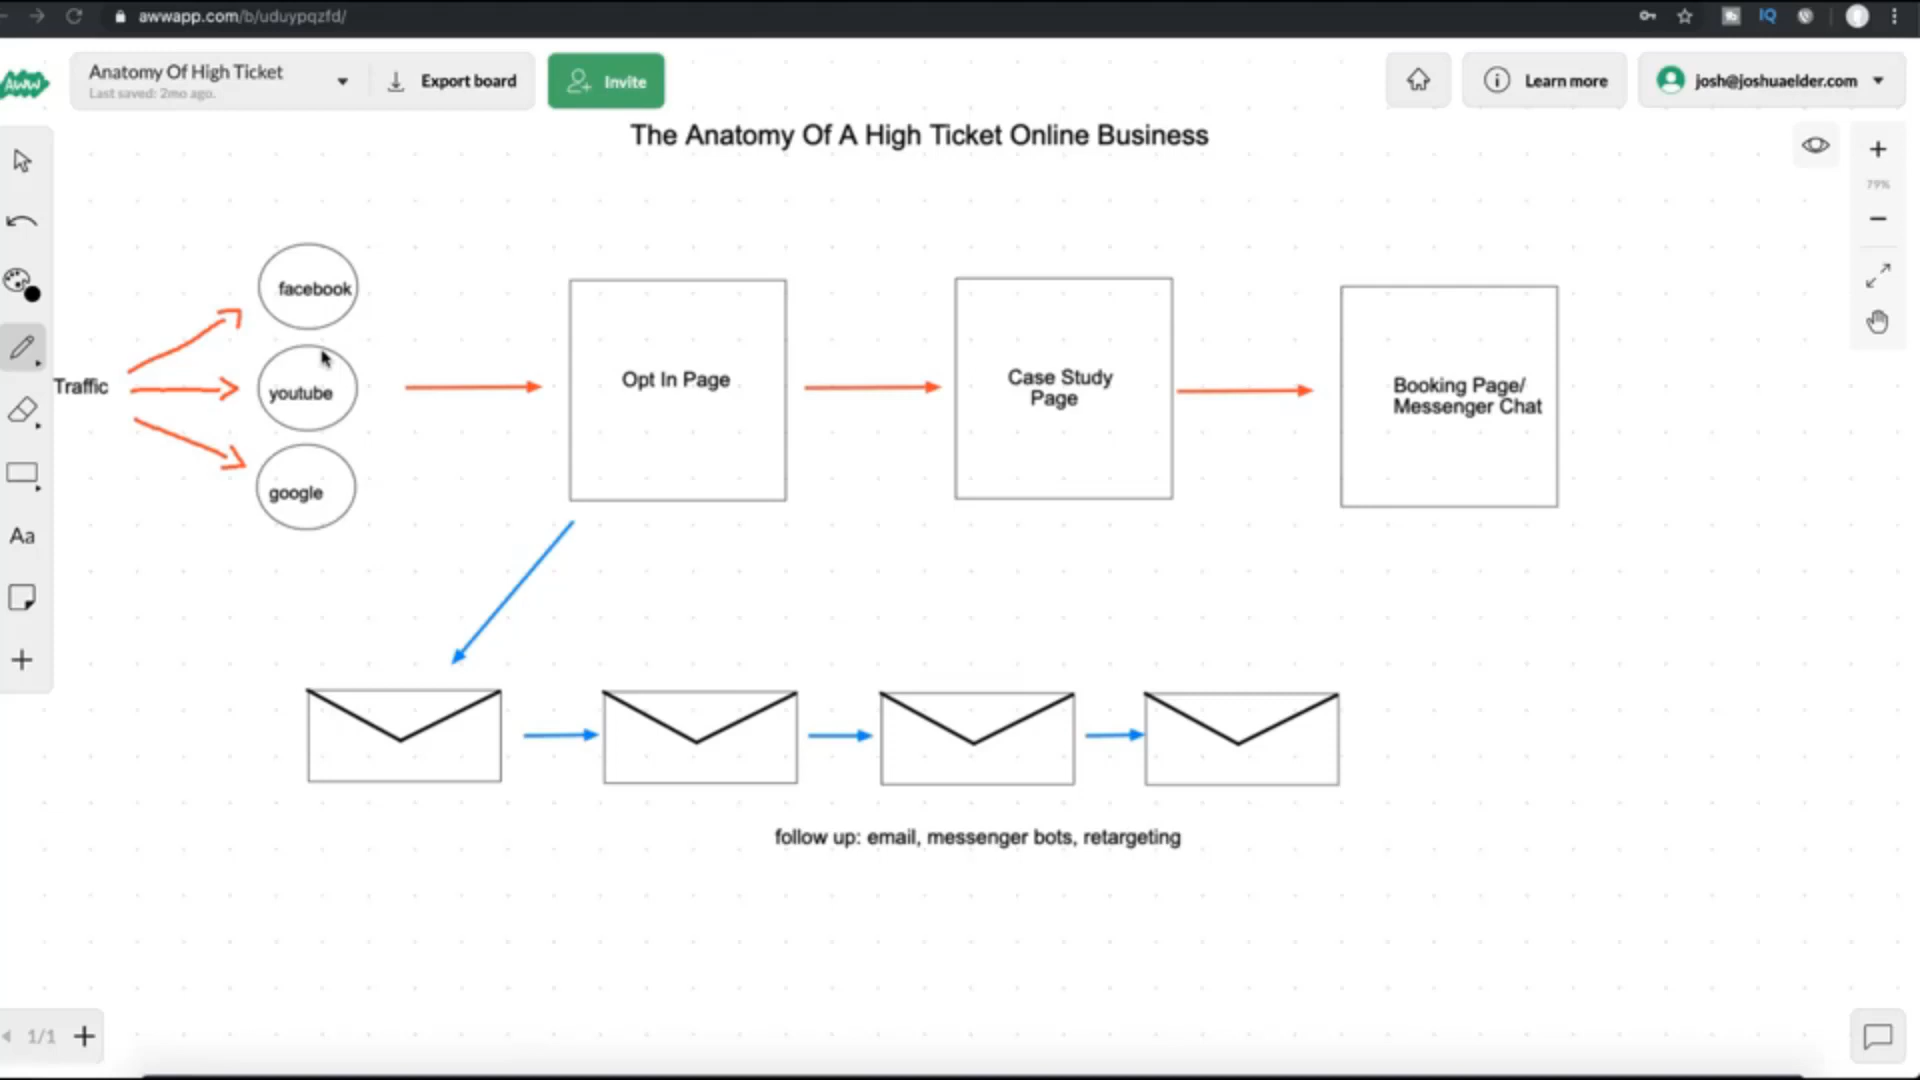 awwapp.com/b/uduypqzfd/
IQ
AWW
Anatomy Of High Ticket
Last saved: 2mo ago.
Export board
Invite
Learn more
josh@joshuaelder.com
The Anatomy Of A High Ticket Online Business
79%
facebook
Traffic
youtube
google
Opt In Page
Case Study
Page
Booking Page/
Messenger Chat
Aa
follow up: email, messenger bots, retargeting
1/1